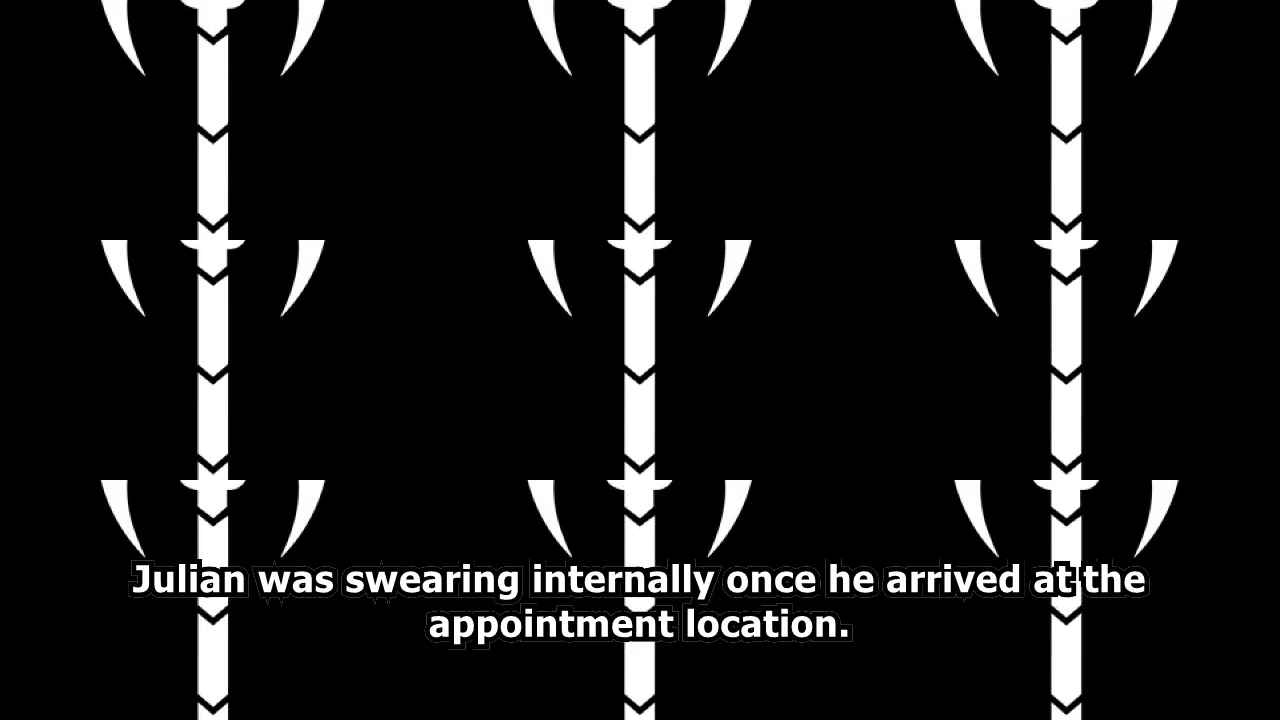 Julian was swearing internally once he arrived at the
appointment location.